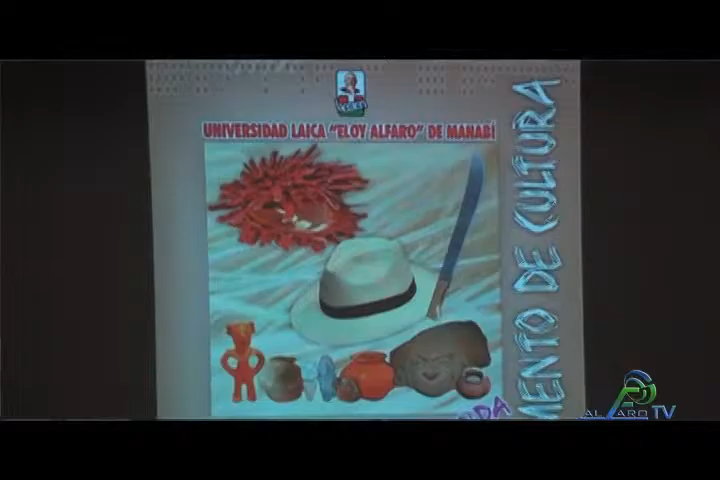 UNIVERSIDAD LAICA "ELOY ALFARO" DE MANABÍ
MENTO DE CULTURA
ALFARO TV